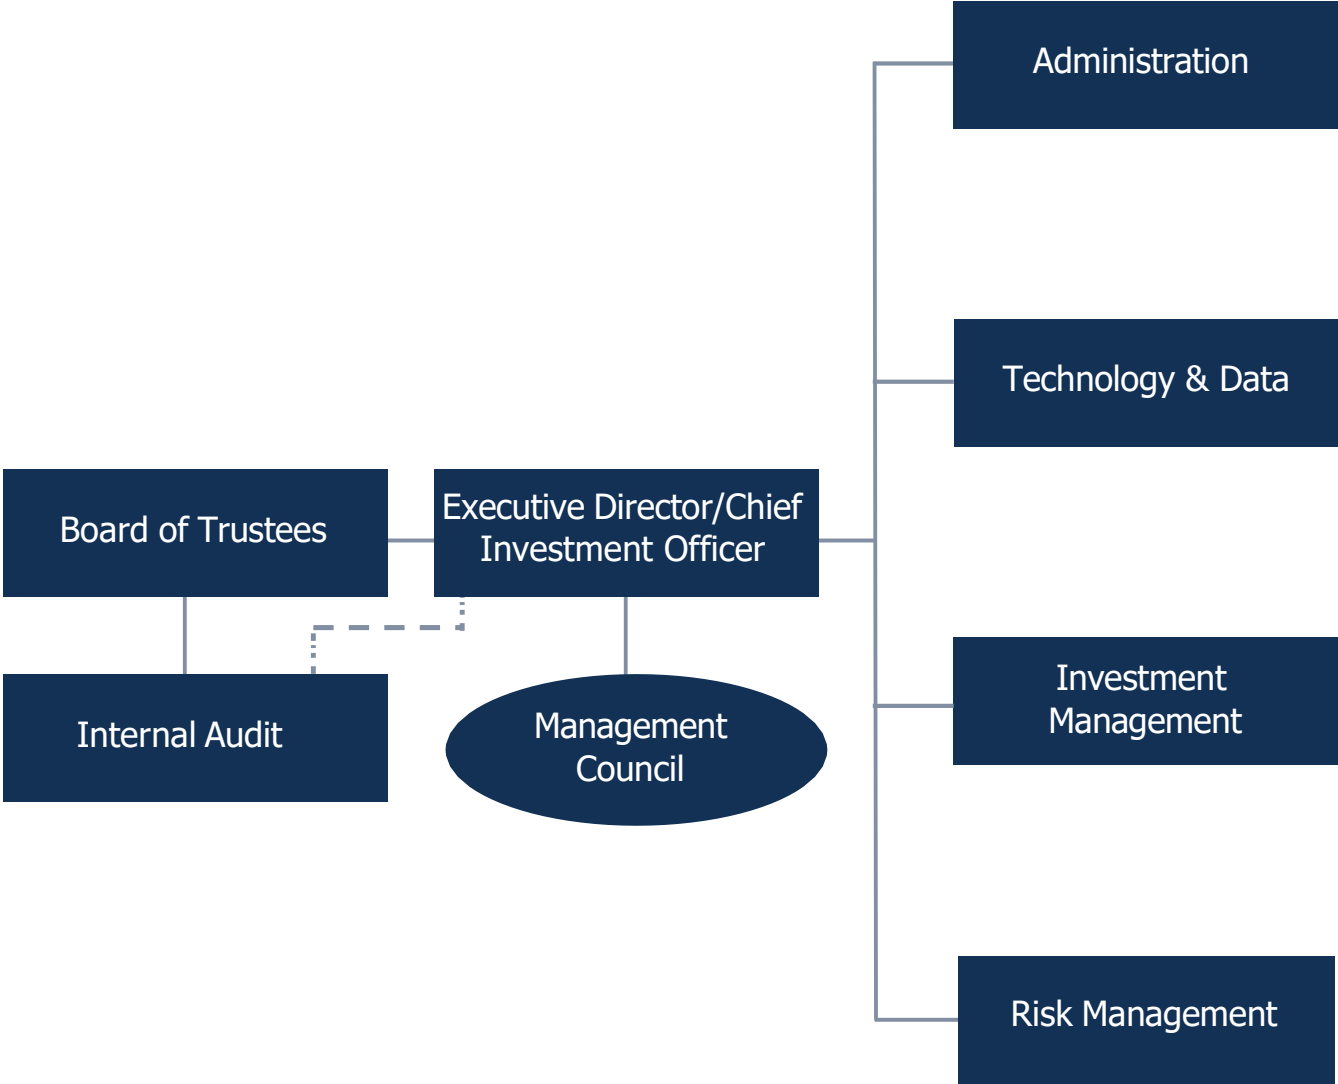 Administration
Technology & Data
Board of Trustees
Executive Director/Chief
Investment Officer
Internal Audit
Management
Council
Investment
Management
Risk Management